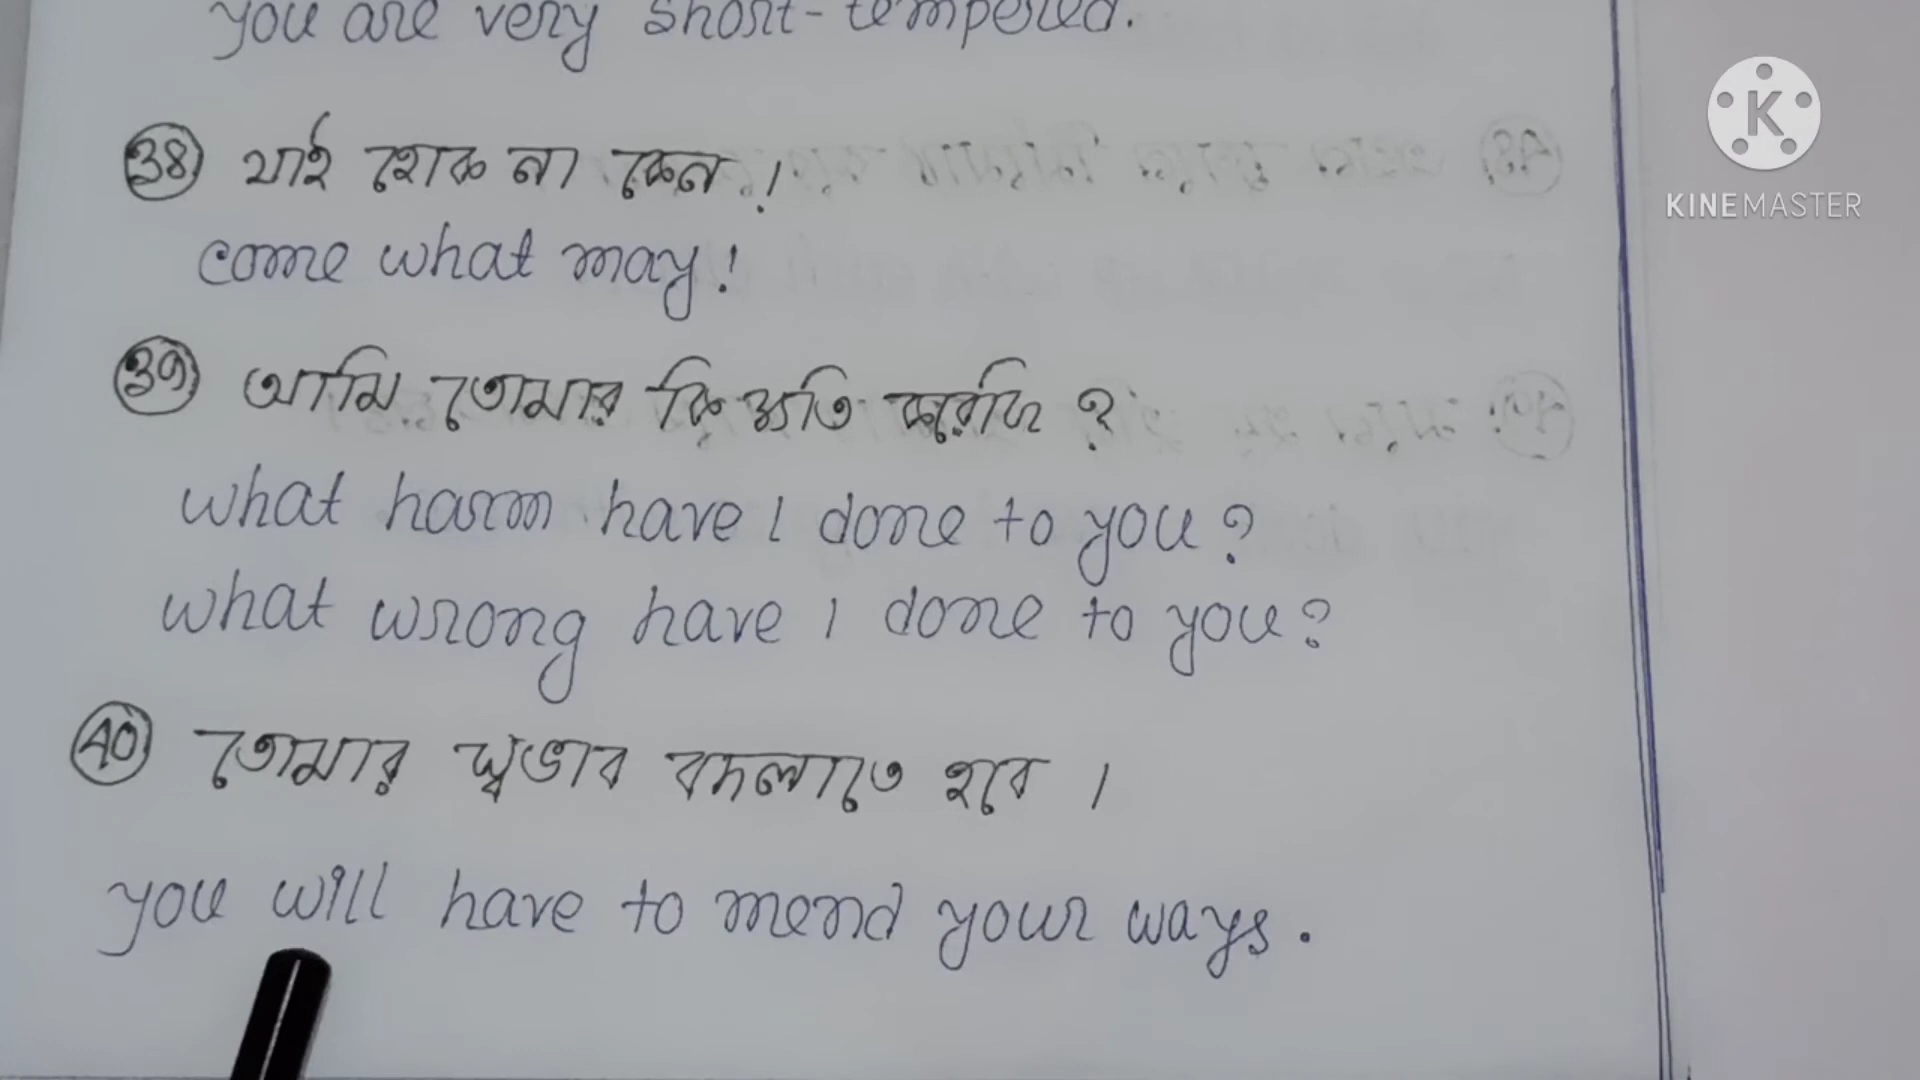 you are very short-tempered.
38 যাই হোক না কেন!
come what may!
39 আমি তোমার কি ক্ষতি করেছি?
what harm have I done to you?
what wrong have I done to you?
40 তোমার স্বভাব বদলাতে হবে।
you will have to mend your ways.
K
KINEMASTER